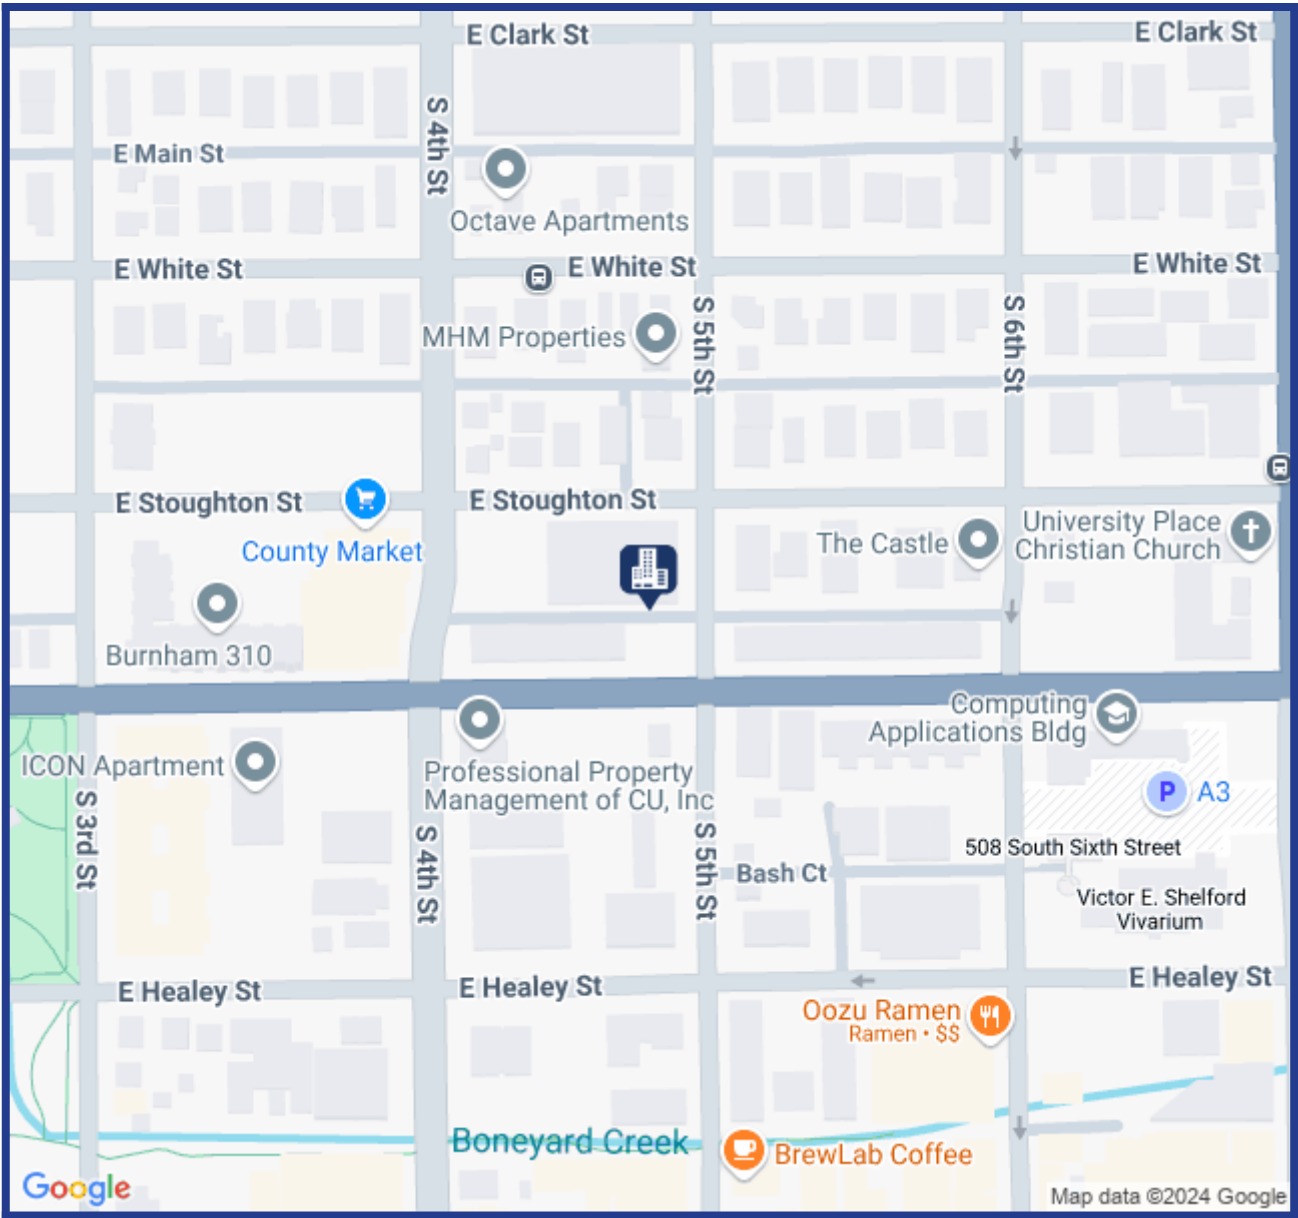 E Clark St
E Clark St
S 4th St
E Main St
Octave Apartments
E White St
E White St
E White St
S 5th St
S 6th St
MHM Properties
E Stoughton St
E Stoughton St
County Market
The Castle
University Place
Christian Church
Burnham 310
Computing
Applications Bldg
ICON Apartment
Professional Property
Management of CU, Inc
P A3
S 3rd St
S 4th St
S 5th St
508 South Sixth Street
Bash Ct
Victor E. Shelford
Vivarium
E Healey St
E Healey St
E Healey St
Oozu Ramen
Ramen • $$
Boneyard Creek
BrewLab Coffee
Google
Map data ©2024 Google